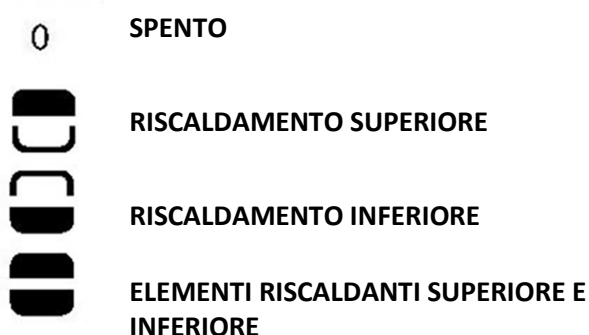 0 SPENTO
RISCALDAMENTO SUPERIORE
RISCALDAMENTO INFERIORE
ELEMENTI RISCALDANTI SUPERIORE E
INFERIORE